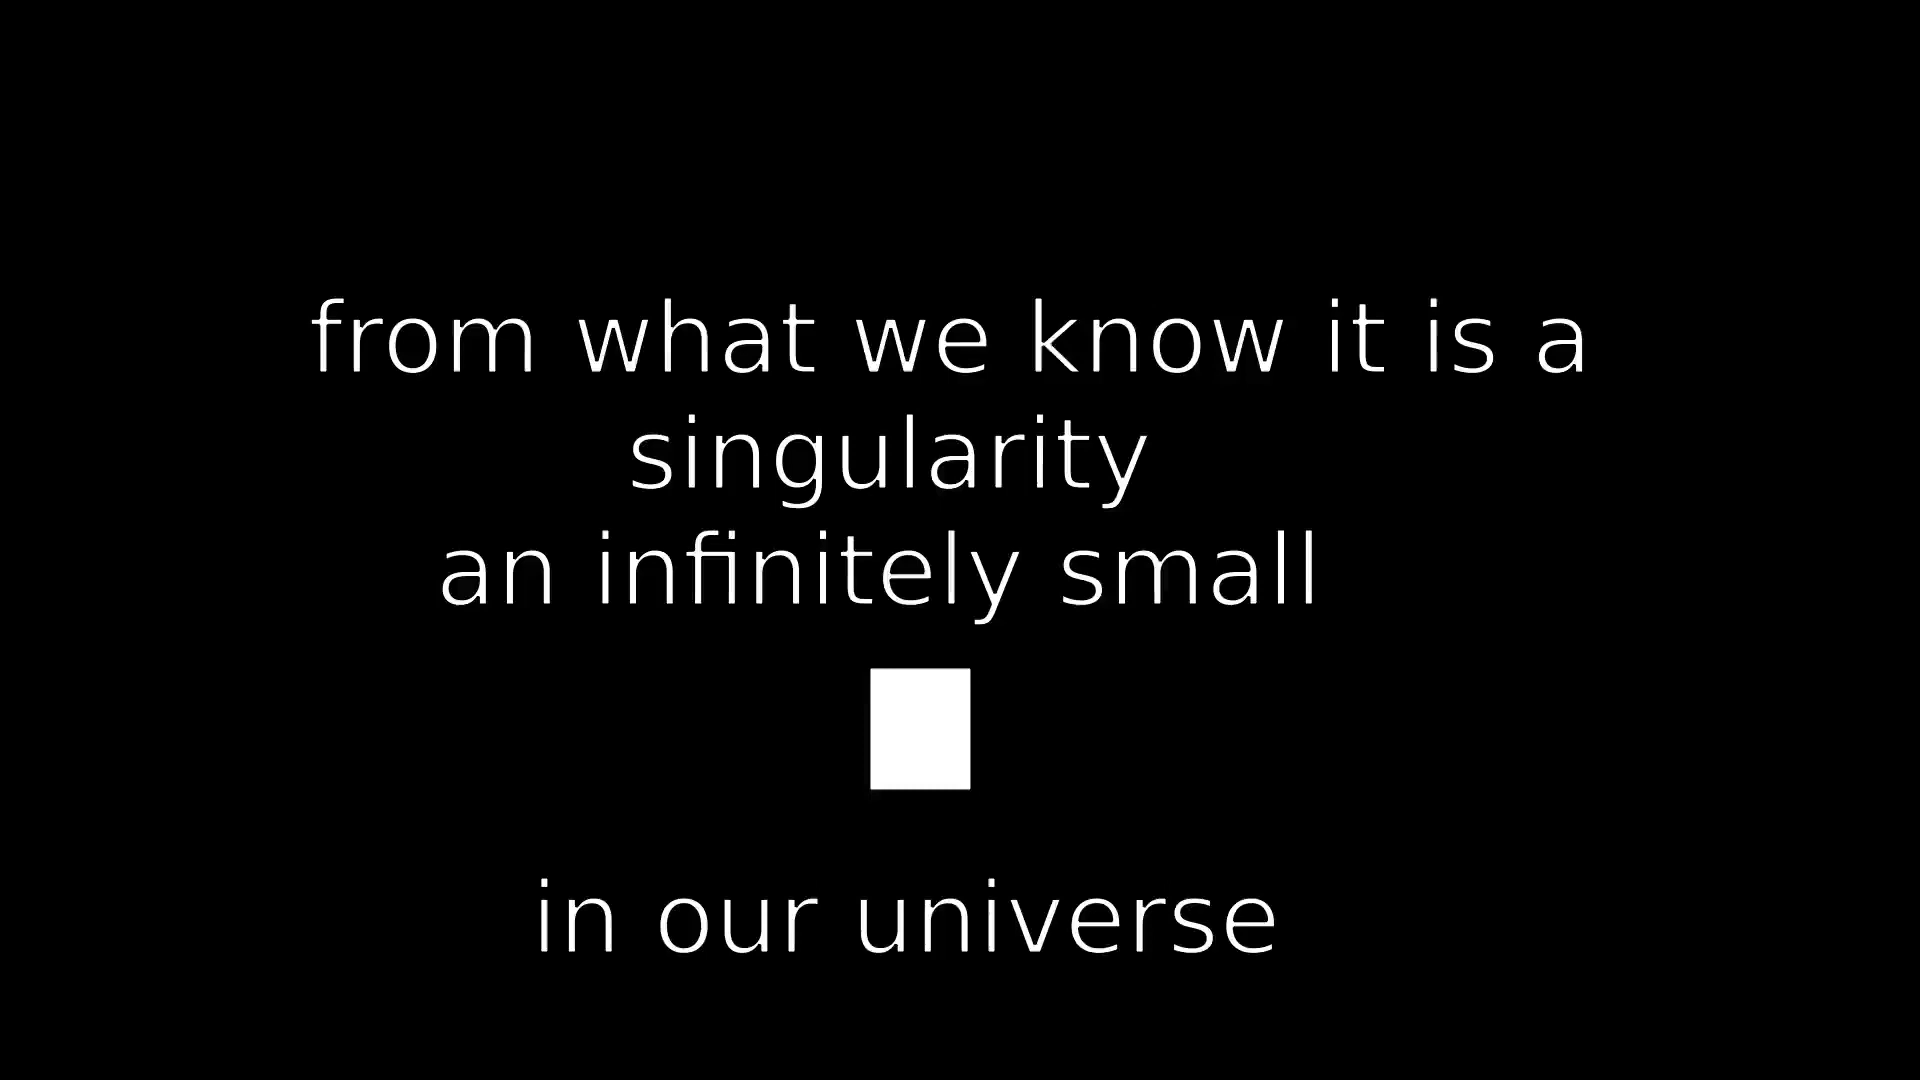 from what we know it is a
singularity
an infinitely small
in our universe